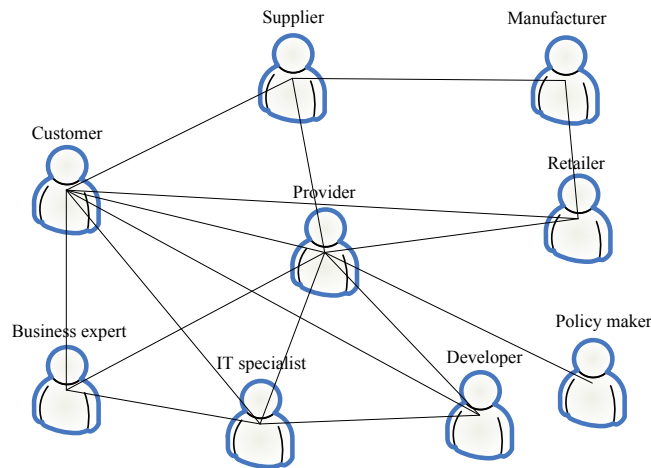 Supplier
Manufacturer
Customer
Retailer
Provider
Business expert
IT specialist
Developer
Policy maker